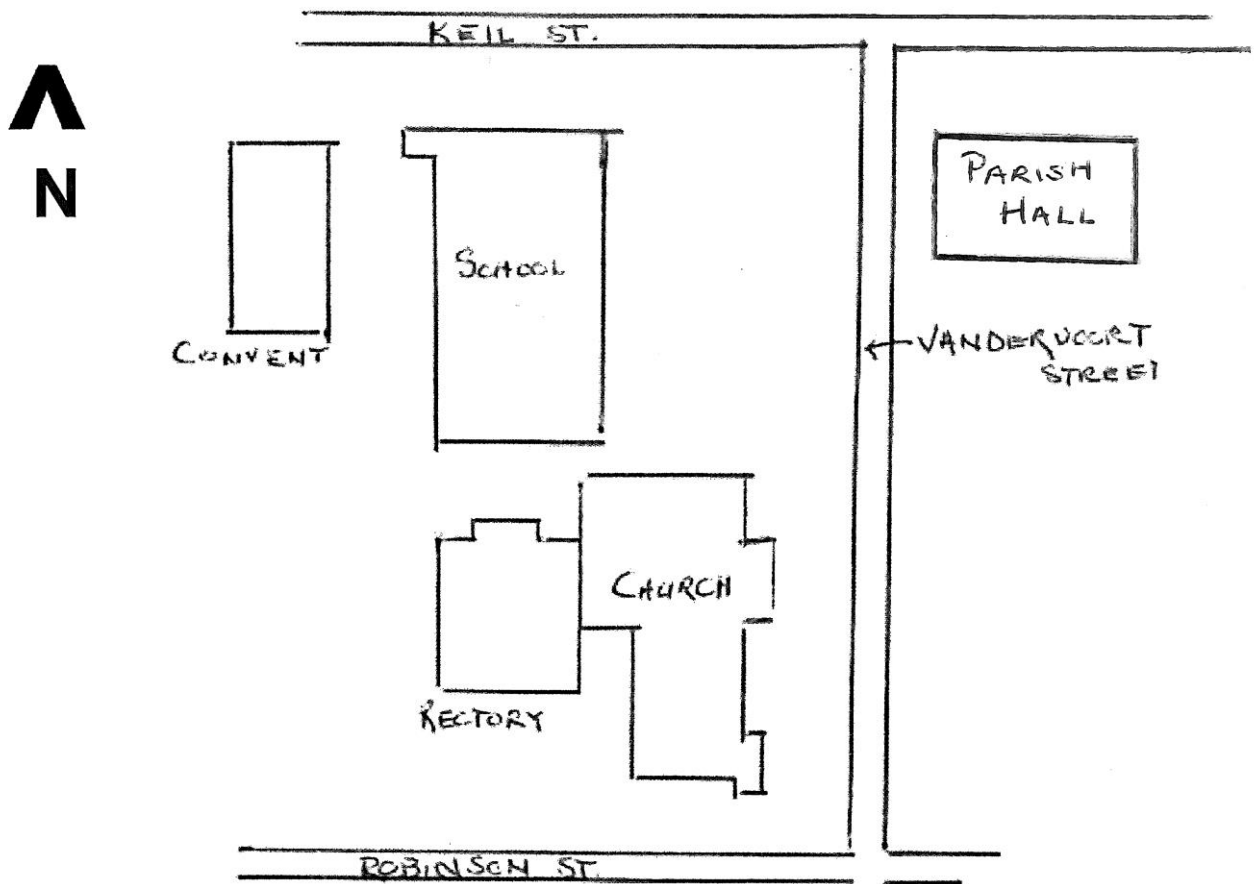 KEIL ST.
N
PARISH
HALL
SCHOOL
CONVENT
VANDERVOORT
STREET
CHURCH
RECTORY
ROBINSON ST.